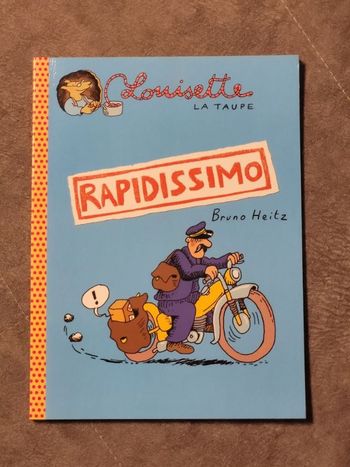 Louisette
LA TAUPE
RAPIDISSIMO
Bruno Heitz
!